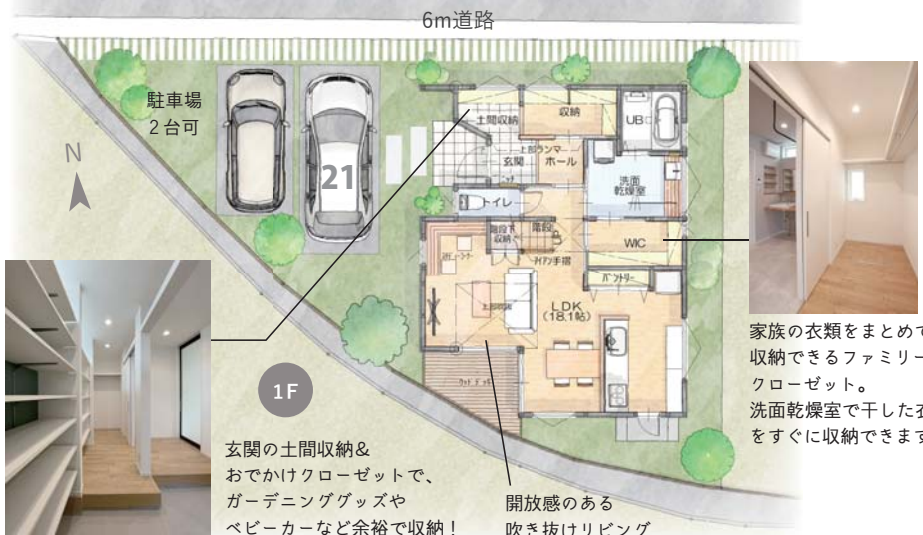 6m道路
駐車場
2台可
N
21
土間収納
収納
UB
上部ランマ
玄関
ホール
洗面
乾燥室
トイレ
階段下
収納
階段
WIC
アイアン手摺
パントリー
LDK
(18.1帖)
ウッドデッキ
1F
玄関の土間収納&
おでかけクローゼットで、
ガーデニンググッズや
ベビーカーなど余裕で収納!
開放感のある
吹き抜けリビング
家族の衣類をまとめて
収納できるファミリー
クローゼット。
洗面乾燥室で干した衣
をすぐに収納できます